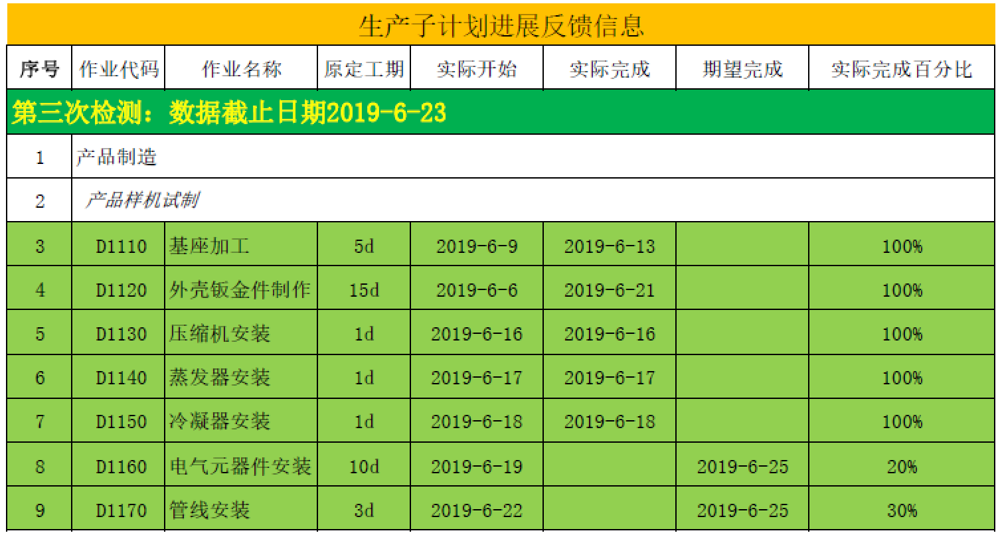 生产子计划进展反馈信息
序号 作业代码 作业名称 原定工期 实际开始 实际完成 期望完成 实际完成百分比
第三次检测：数据截止日期2019-6-23
1 产品制造
2 产品样机试制
3 D1110 基座加工 5d 2019-6-9 2019-6-13 100%
4 D1120 外壳钣金件制作 15d 2019-6-6 2019-6-21 100%
5 D1130 压缩机安装 1d 2019-6-16 2019-6-16 100%
6 D1140 蒸发器安装 1d 2019-6-17 2019-6-17 100%
7 D1150 冷凝器安装 1d 2019-6-18 2019-6-18 100%
8 D1160 电气元器件安装 10d 2019-6-19 2019-6-25 20%
9 D1170 管线安装 3d 2019-6-22 2019-6-25 30%